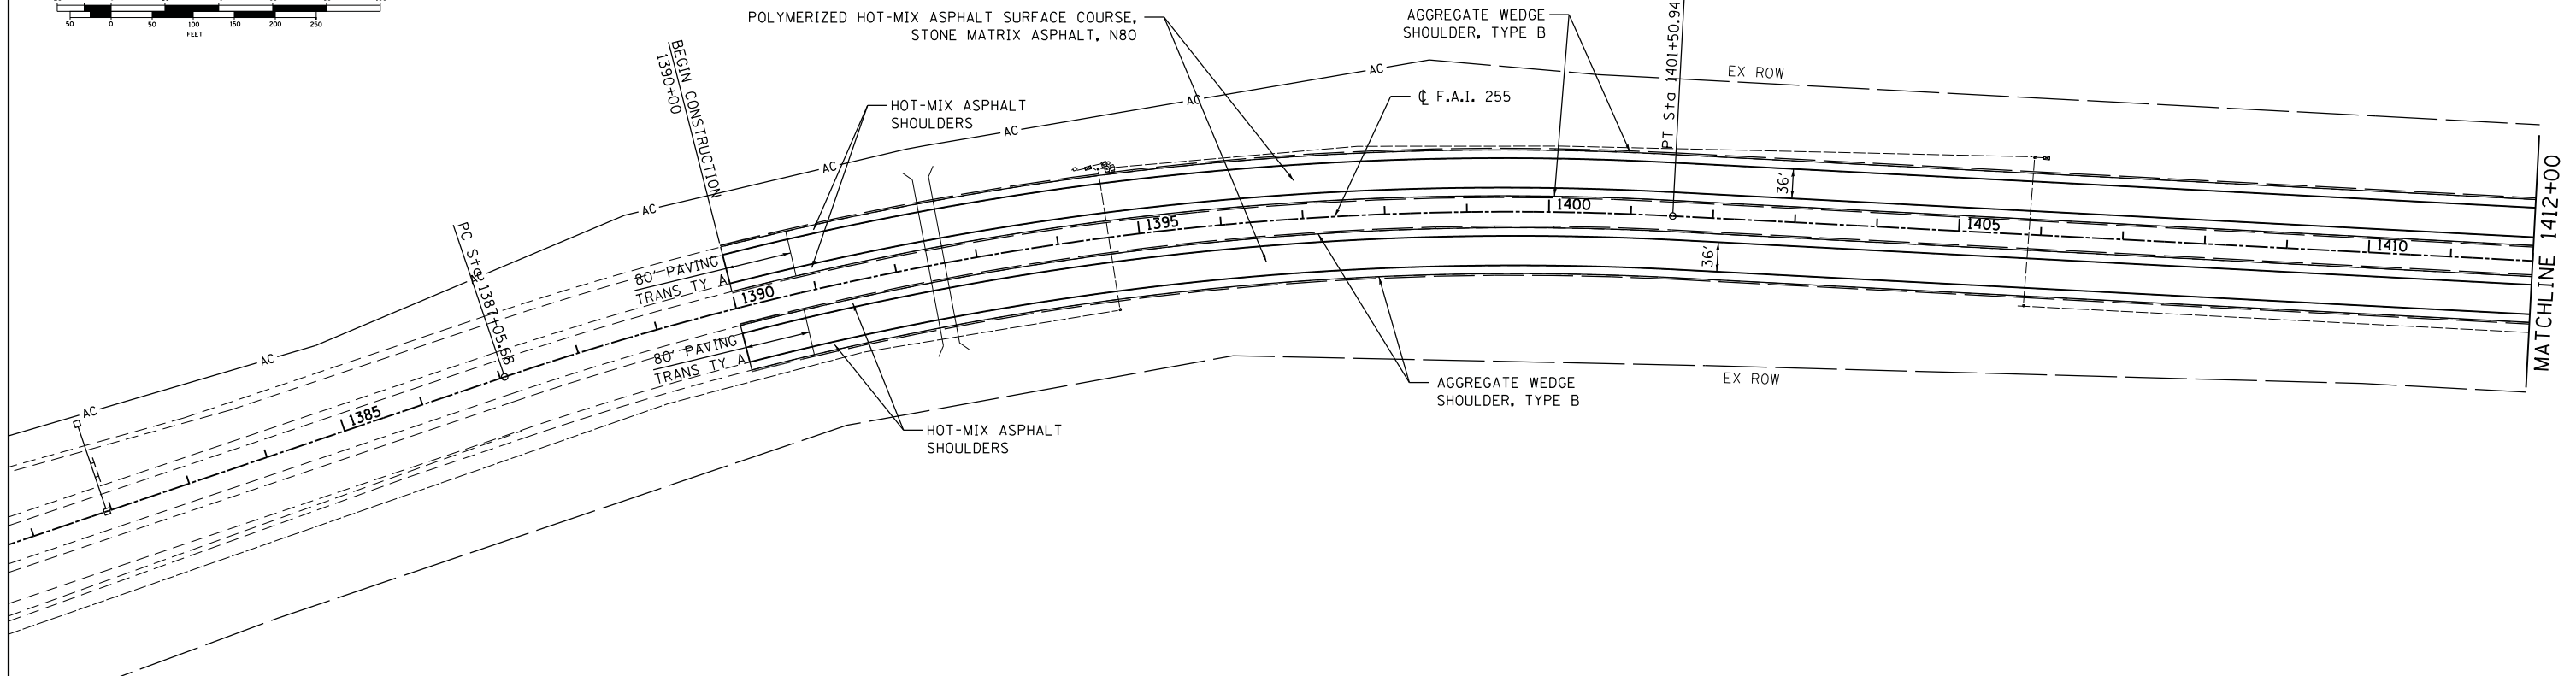 50 0 50 100 150 200 250
FEET
POLYMERIZED HOT-MIX ASPHALT SURFACE COURSE,
STONE MATRIX ASPHALT, N80
AGGREGATE WEDGE
SHOULDER, TYPE B
PT Sta 1401+50.94
EX ROW
BEGIN CONSTRUCTION
1390+00
HOT-MIX ASPHALT
SHOULDERS
℄ F.A.I. 255
AC
AC
AC
AC
AC
AC
AC
PC Sta 1387+05.68
80' PAVING
TRANS TY A
80' PAVING
TRANS TY A
1385
1390
1395
1400
1405
1410
36'
36'
MATCHLINE 1412+00
EX ROW
AGGREGATE WEDGE
SHOULDER, TYPE B
HOT-MIX ASPHALT
SHOULDERS